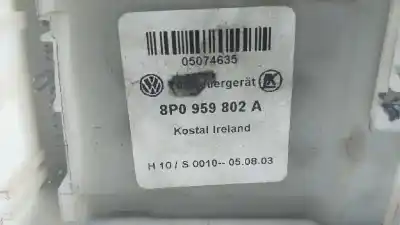 05074635
8P0 959 802 A
Kostal Ireland
H 10 / S 0010-- 05.08.03